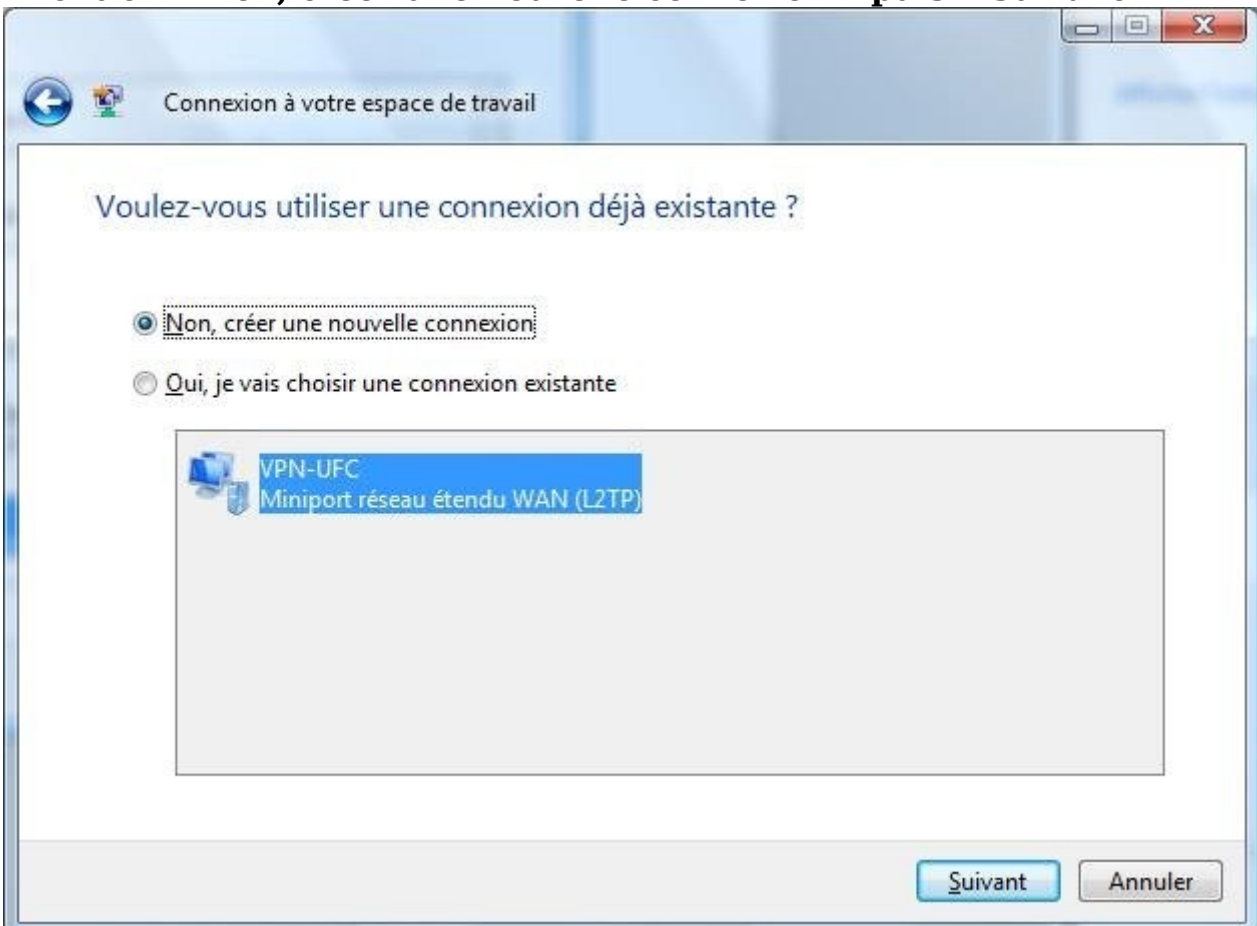 Connexion à votre espace de travail
Voulez-vous utiliser une connexion déjà existante ?
Non, créer une nouvelle connexion
Oui, je vais choisir une connexion existante
VPN-UFC
Miniport réseau étendu WAN (L2TP)
Suivant Annuler